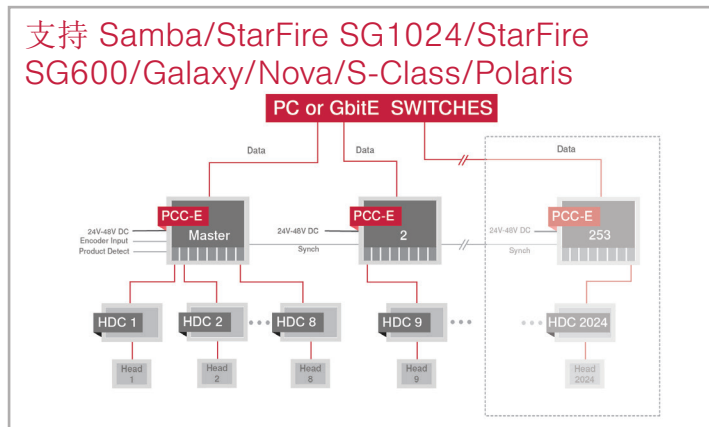 支持 Samba/StarFire SG1024/StarFire
SG600/Galaxy/Nova/S-Class/Polaris
PC or GbitE SWITCHES
Data
Data
Data
PCC-E
PCC-E
PCC-E
24V-48V DC
Encoder Input
Product Detect
Master
24V-48V DC
Synch
2
24V-48V DC
Synch
253
HDC 1
HDC 2
HDC 8
HDC 9
HDC 2024
Head
1
Head
2
Head
8
Head
9
Head
2024